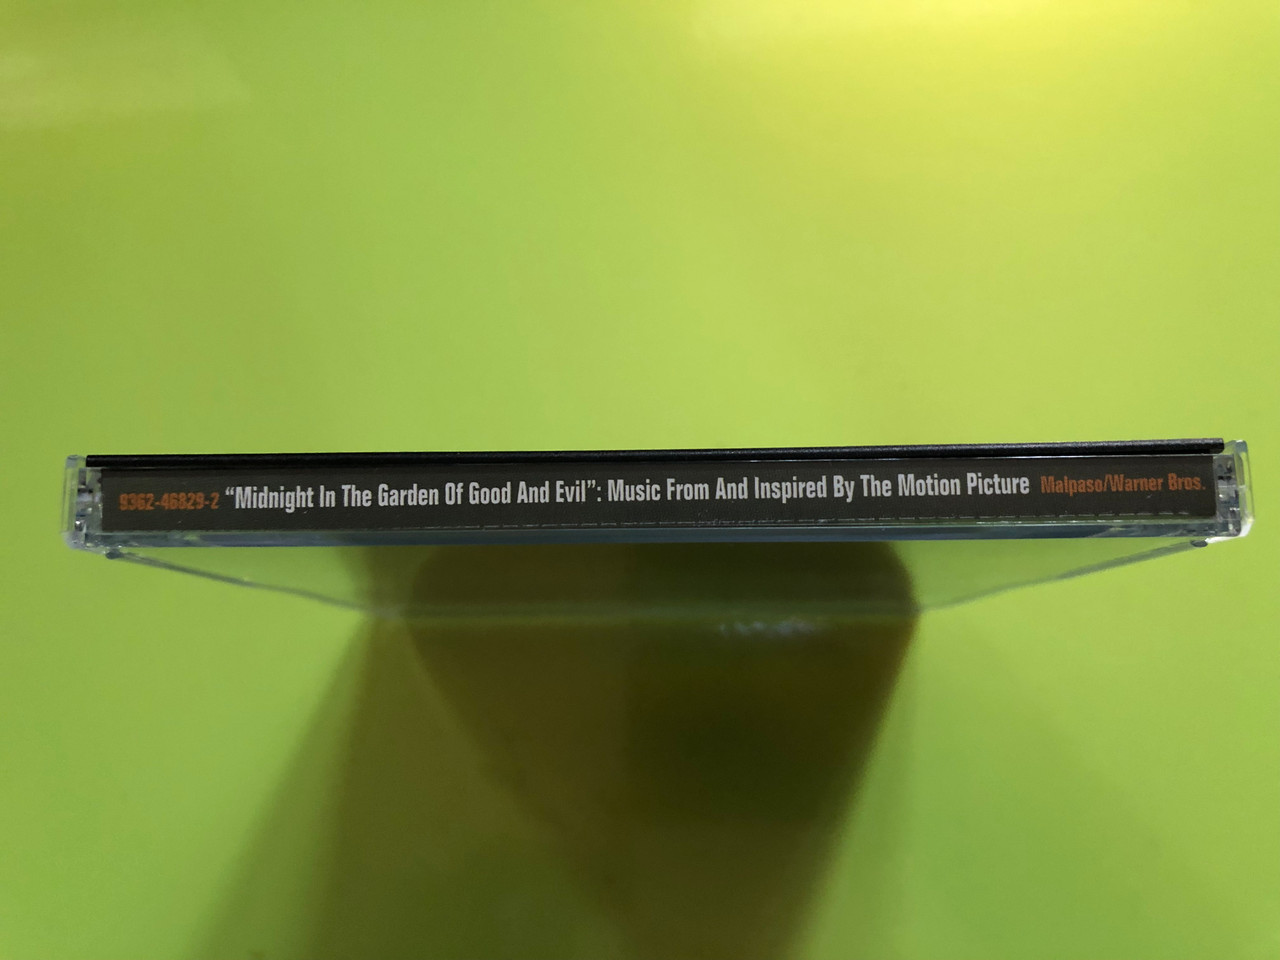 9362-46829-2 “Midnight In The Garden Of Good And Evil”: Music From And Inspired By The Motion Picture Malpaso/Warner Bros.